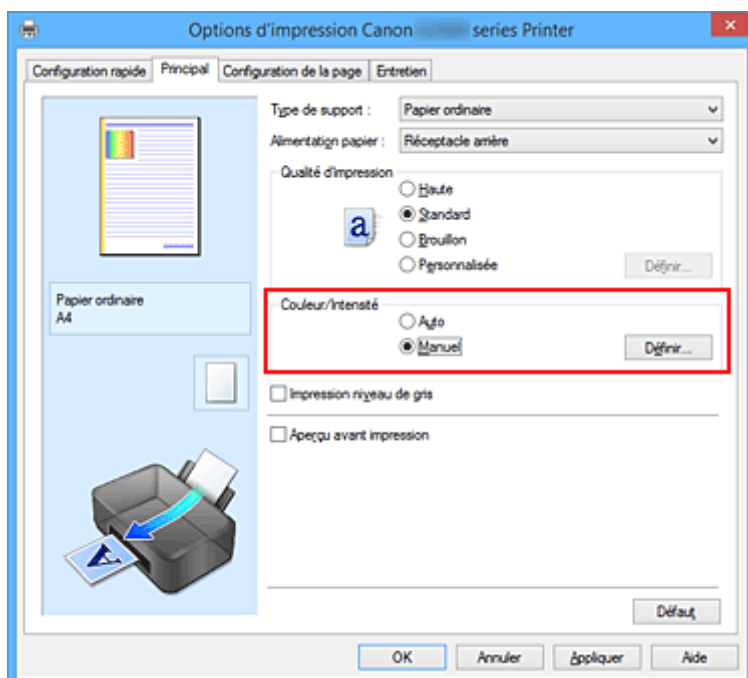 Options d'impression Canon series Printer
Configuration rapide Principal Configuration de la page Entretien
Type de support : Papier ordinaire
Alimentation papier : Réceptacle arrière
Qualité d'impression
Haute
Standard
Brouillon
Personnalisée Définir...
Papier ordinaire
A4
Couleur/Intensité
Auto
Manuel Définir...
Impression niveau de gris
Aperçu avant impression
Défaut
OK Annuler Appliquer Aide